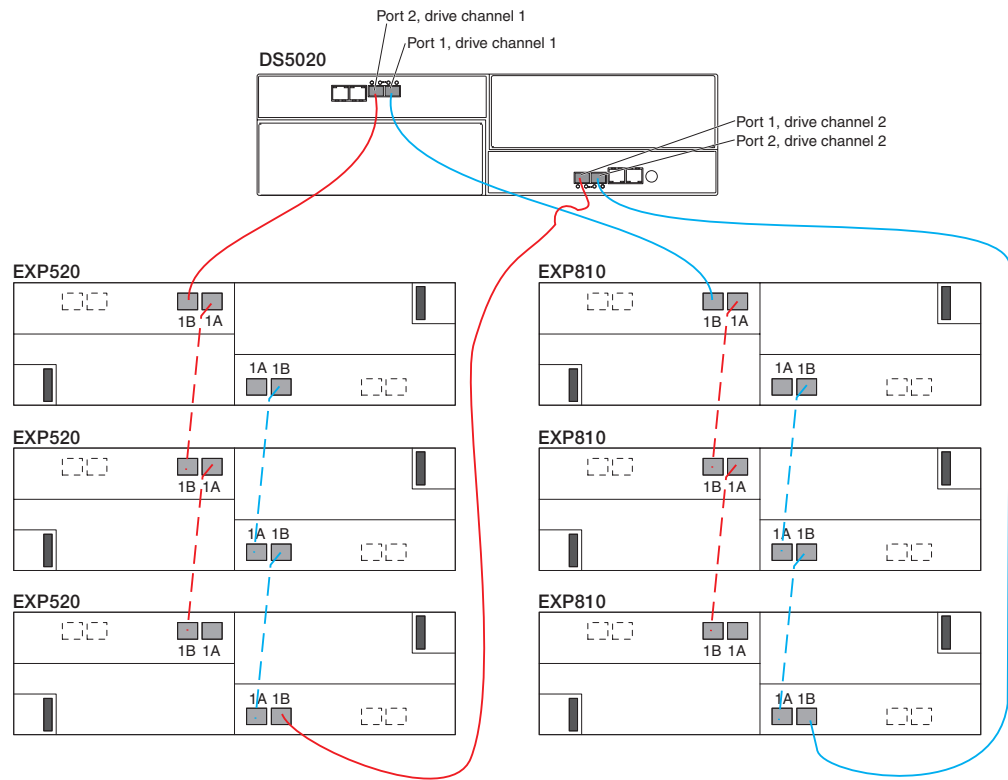 Port 2, drive channel 1
Port 1, drive channel 1
DS5020
Port 1, drive channel 2
Port 2, drive channel 2
EXP520
EXP810
1B 1A
1B 1A
1A 1B
1A 1B
EXP520
EXP810
1B 1A
1B 1A
1A 1B
1A 1B
EXP520
EXP810
1B 1A
1B 1A
1A 1B
1A 1B